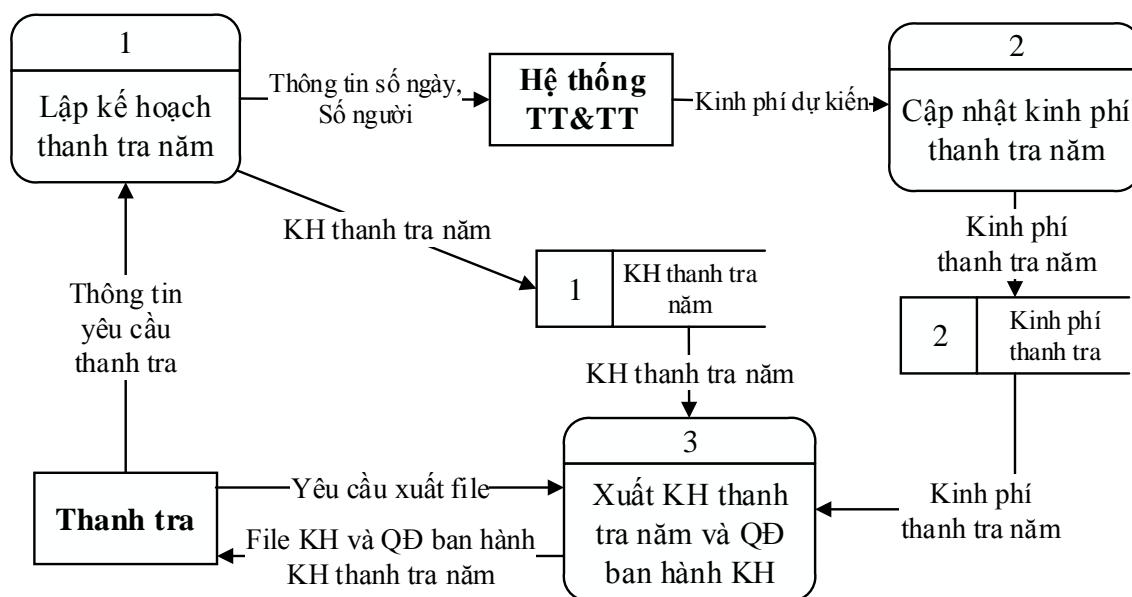 1
Lập kế hoạch
thanh tra năm
Thông tin số ngày,
Số người
Hệ thống
TT&TT
Kinh phí dự kiến
2
Cập nhật kinh phí
thanh tra năm
KH thanh tra năm
Kinh phí
thanh tra năm
Thông tin
yêu cầu
thanh tra
1
KH thanh tra
năm
2
Kinh phí
thanh tra
KH thanh tra năm
3
Xuất KH thanh
tra năm và QĐ
ban hành KH
Thanh tra
Yêu cầu xuất file
File KH và QĐ ban hành
KH thanh tra năm
Kinh phí
thanh tra năm